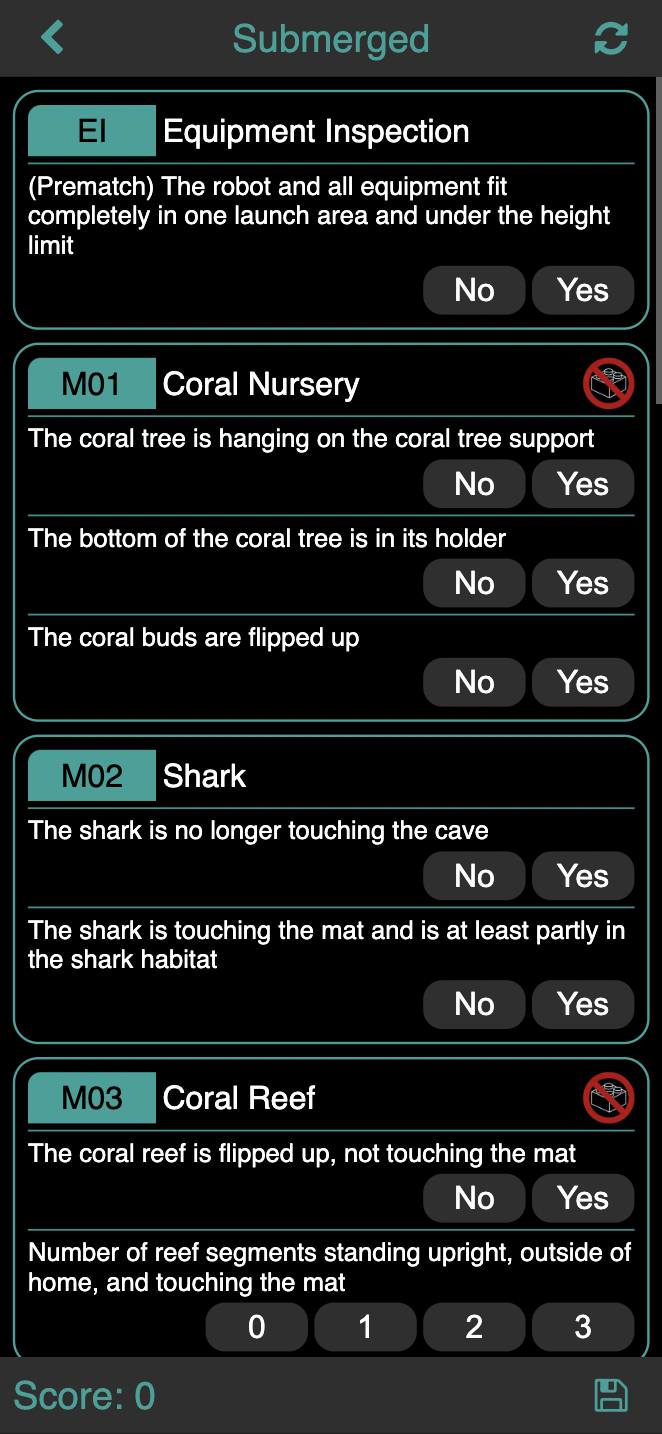 Submerged
EI Equipment Inspection
(Prematch) The robot and all equipment fit
completely in one launch area and under the height
limit
No Yes
M01 Coral Nursery
The coral tree is hanging on the coral tree support
No Yes
The bottom of the coral tree is in its holder
No Yes
The coral buds are flipped up
No Yes
M02 Shark
The shark is no longer touching the cave
No Yes
The shark is touching the mat and is at least partly in
the shark habitat
No Yes
M03 Coral Reef
The coral reef is flipped up, not touching the mat
No Yes
Number of reef segments standing upright, outside of
home, and touching the mat
0 1 2 3
Score: 0